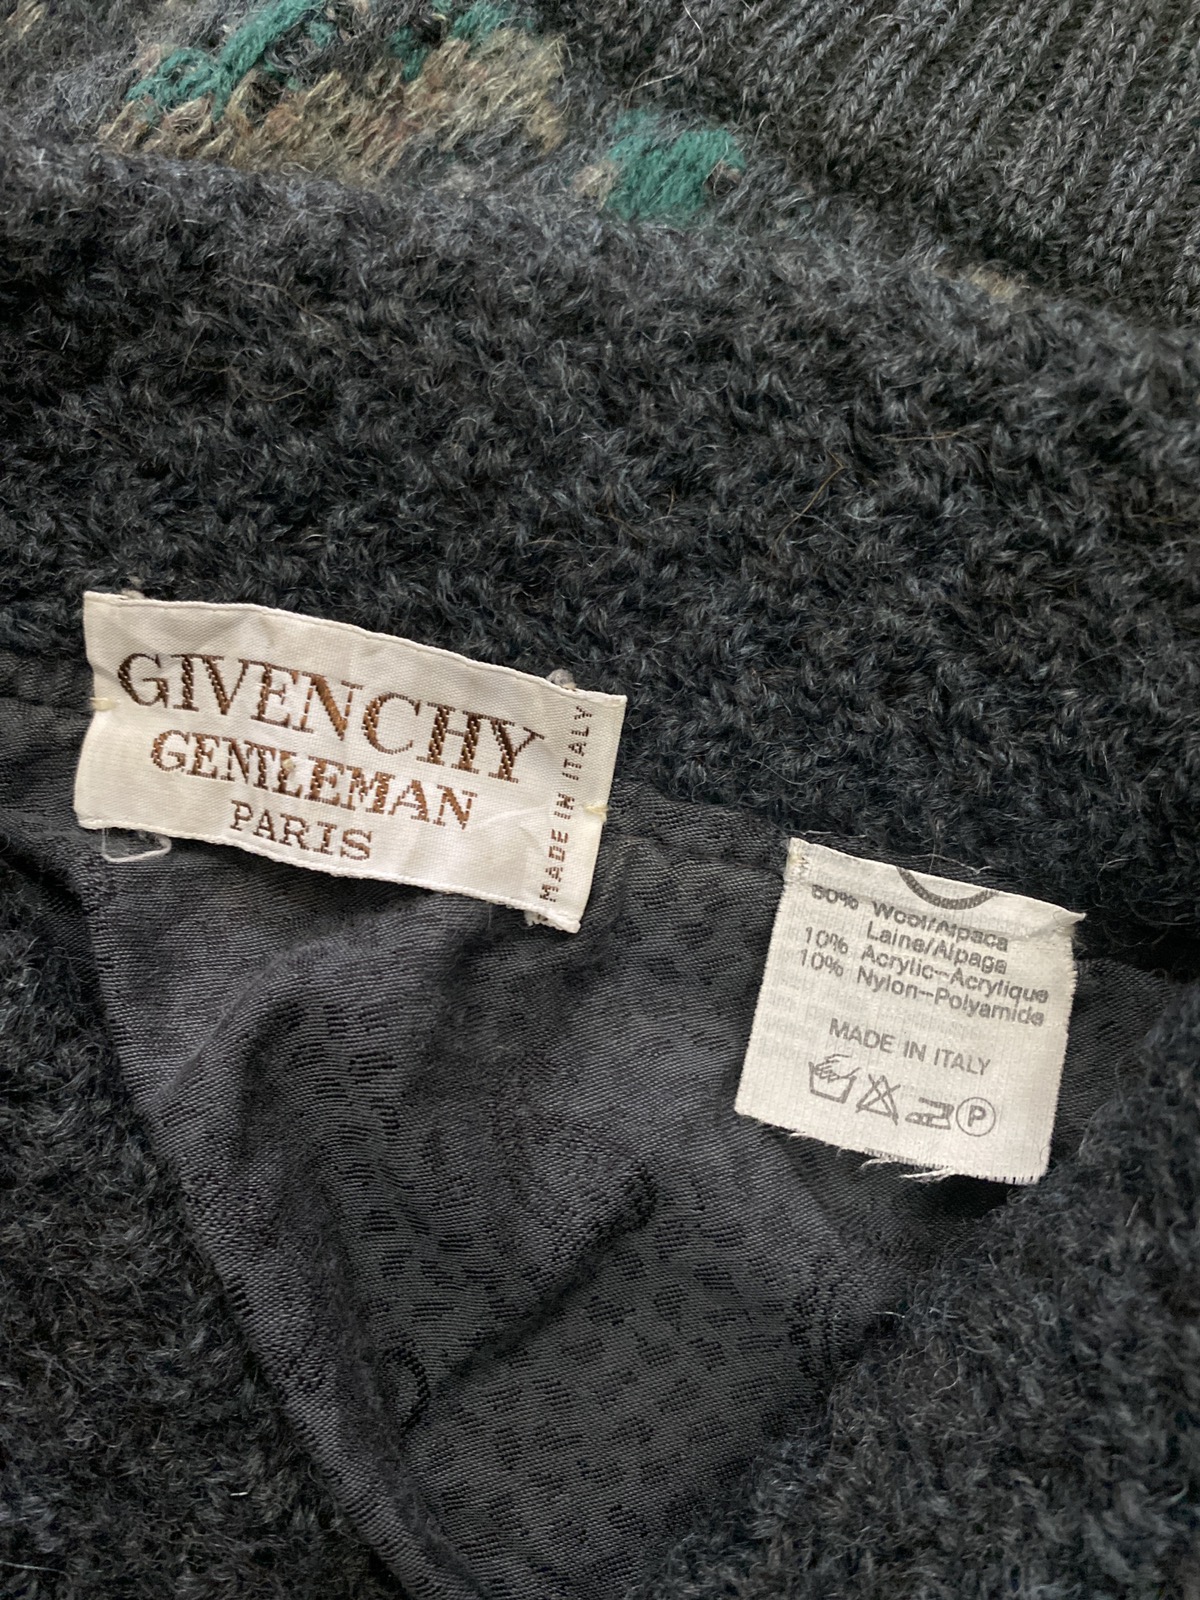 GIVENCHY
GENTLEMAN
PARIS
MADE IN ITALY
Wool/Alpaca
Laine/Alpaga
10% Acrylic-Acrylique
10% Nylon-Polyamide
MADE IN ITALY
P